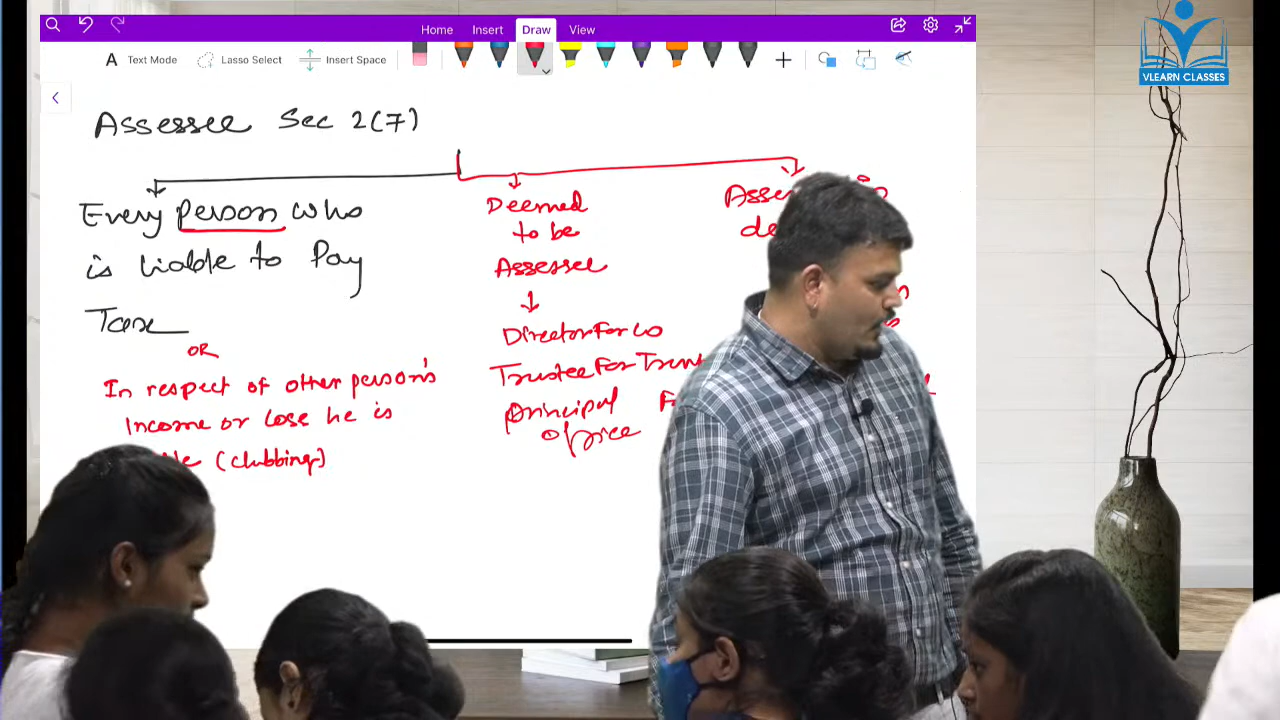 Home Insert Draw View
VLEARN CLASSES
Text Mode Lasso Select Insert Space
Assessee Sec 2(7)
Every person who
is liable to Pay
Tax
OR
In respect of other person's
Income or Lose he is
(clubbing)
Deemed
to be
Assessee
Director For Co
Trustee For Trust
Principal
office